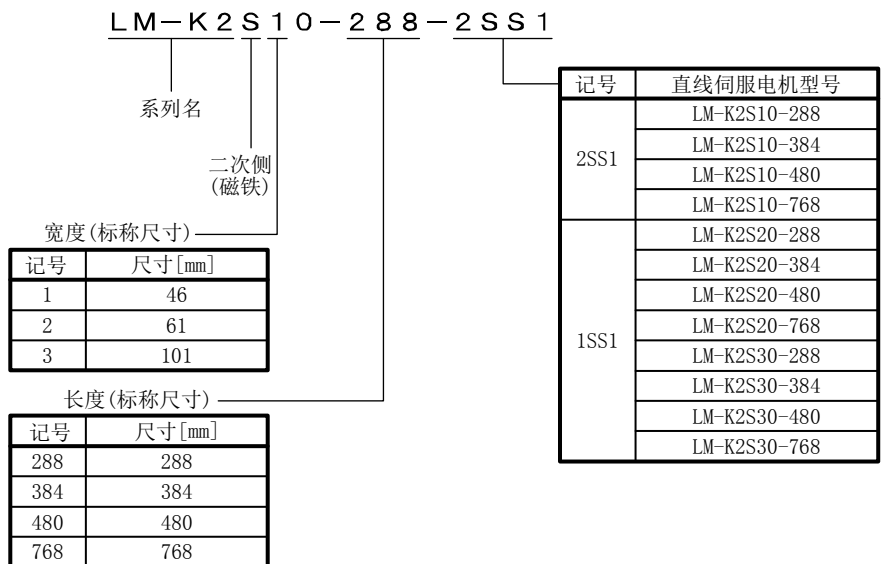 LM-K2S10-288-2SS1
系列名
二次侧
(磁铁)
宽度(标称尺寸)
记号 尺寸[mm]
1 46
2 61
3 101
长度(标称尺寸)
记号 尺寸[mm]
288 288
384 384
480 480
768 768
记号 直线伺服电机型号
2SS1
LM-K2S10-288
LM-K2S10-384
LM-K2S10-480
LM-K2S10-768
1SS1
LM-K2S20-288
LM-K2S20-384
LM-K2S20-480
LM-K2S20-768
LM-K2S30-288
LM-K2S30-384
LM-K2S30-480
LM-K2S30-768